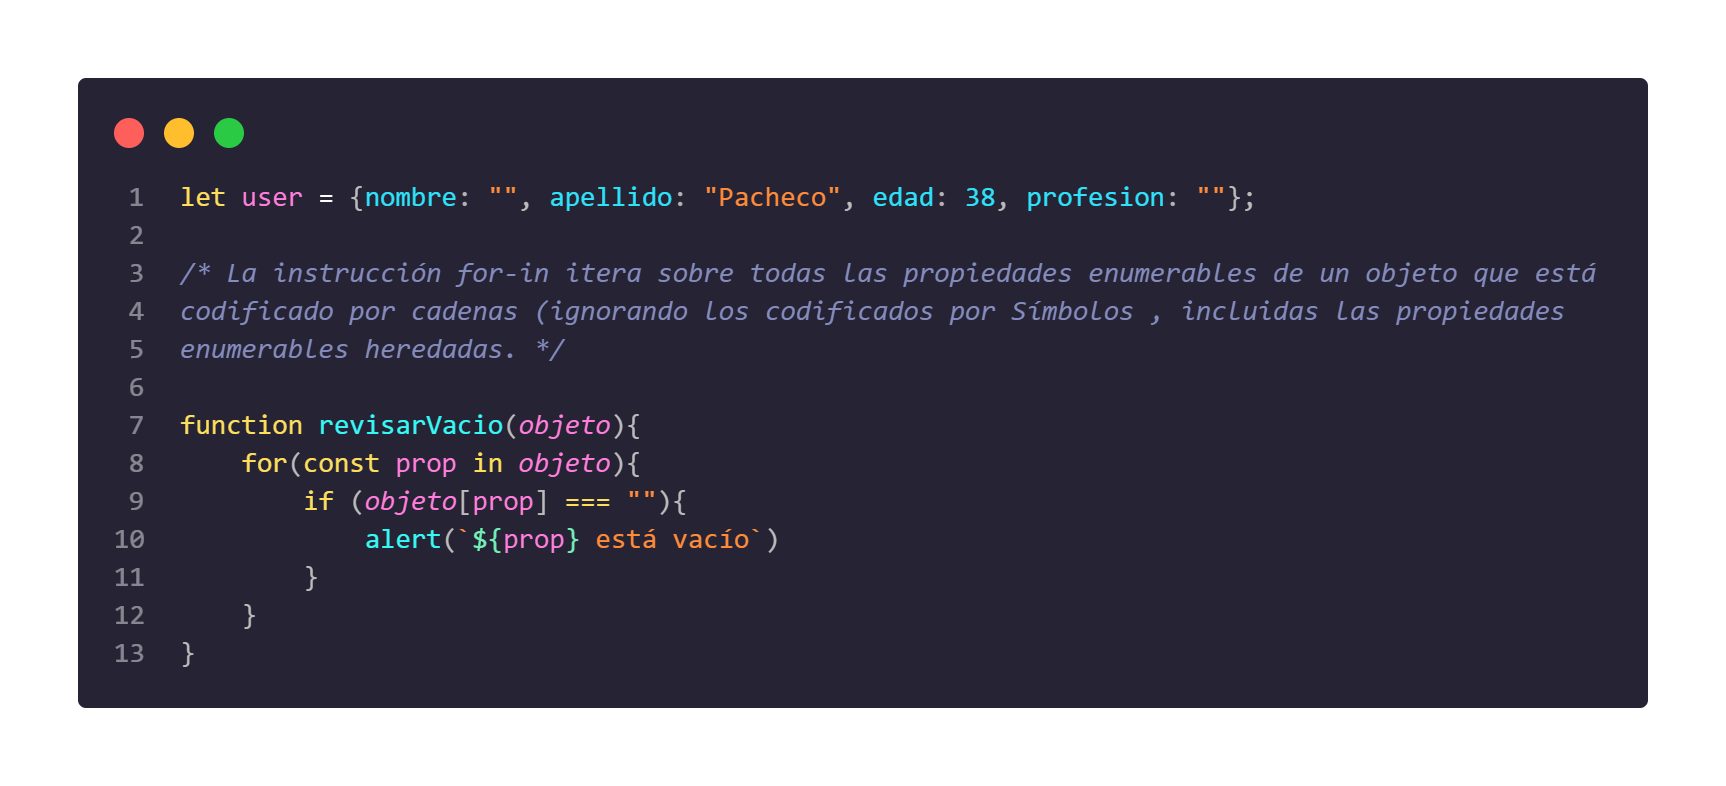 1 let user = {nombre: "", apellido: "Pacheco", edad: 38, profesion: ""};
2
3 /* La instrucción for-in itera sobre todas las propiedades enumerables de un objeto que está
4 codificado por cadenas (ignorando los codificados por Símbolos , incluidas las propiedades
5 enumerables heredadas. */
6
7 function revisarVacio(objeto){
8     for(const prop in objeto){
9         if (objeto[prop] === ""){
10             alert(`${prop} está vacío`)
11         }
12     }
13 }